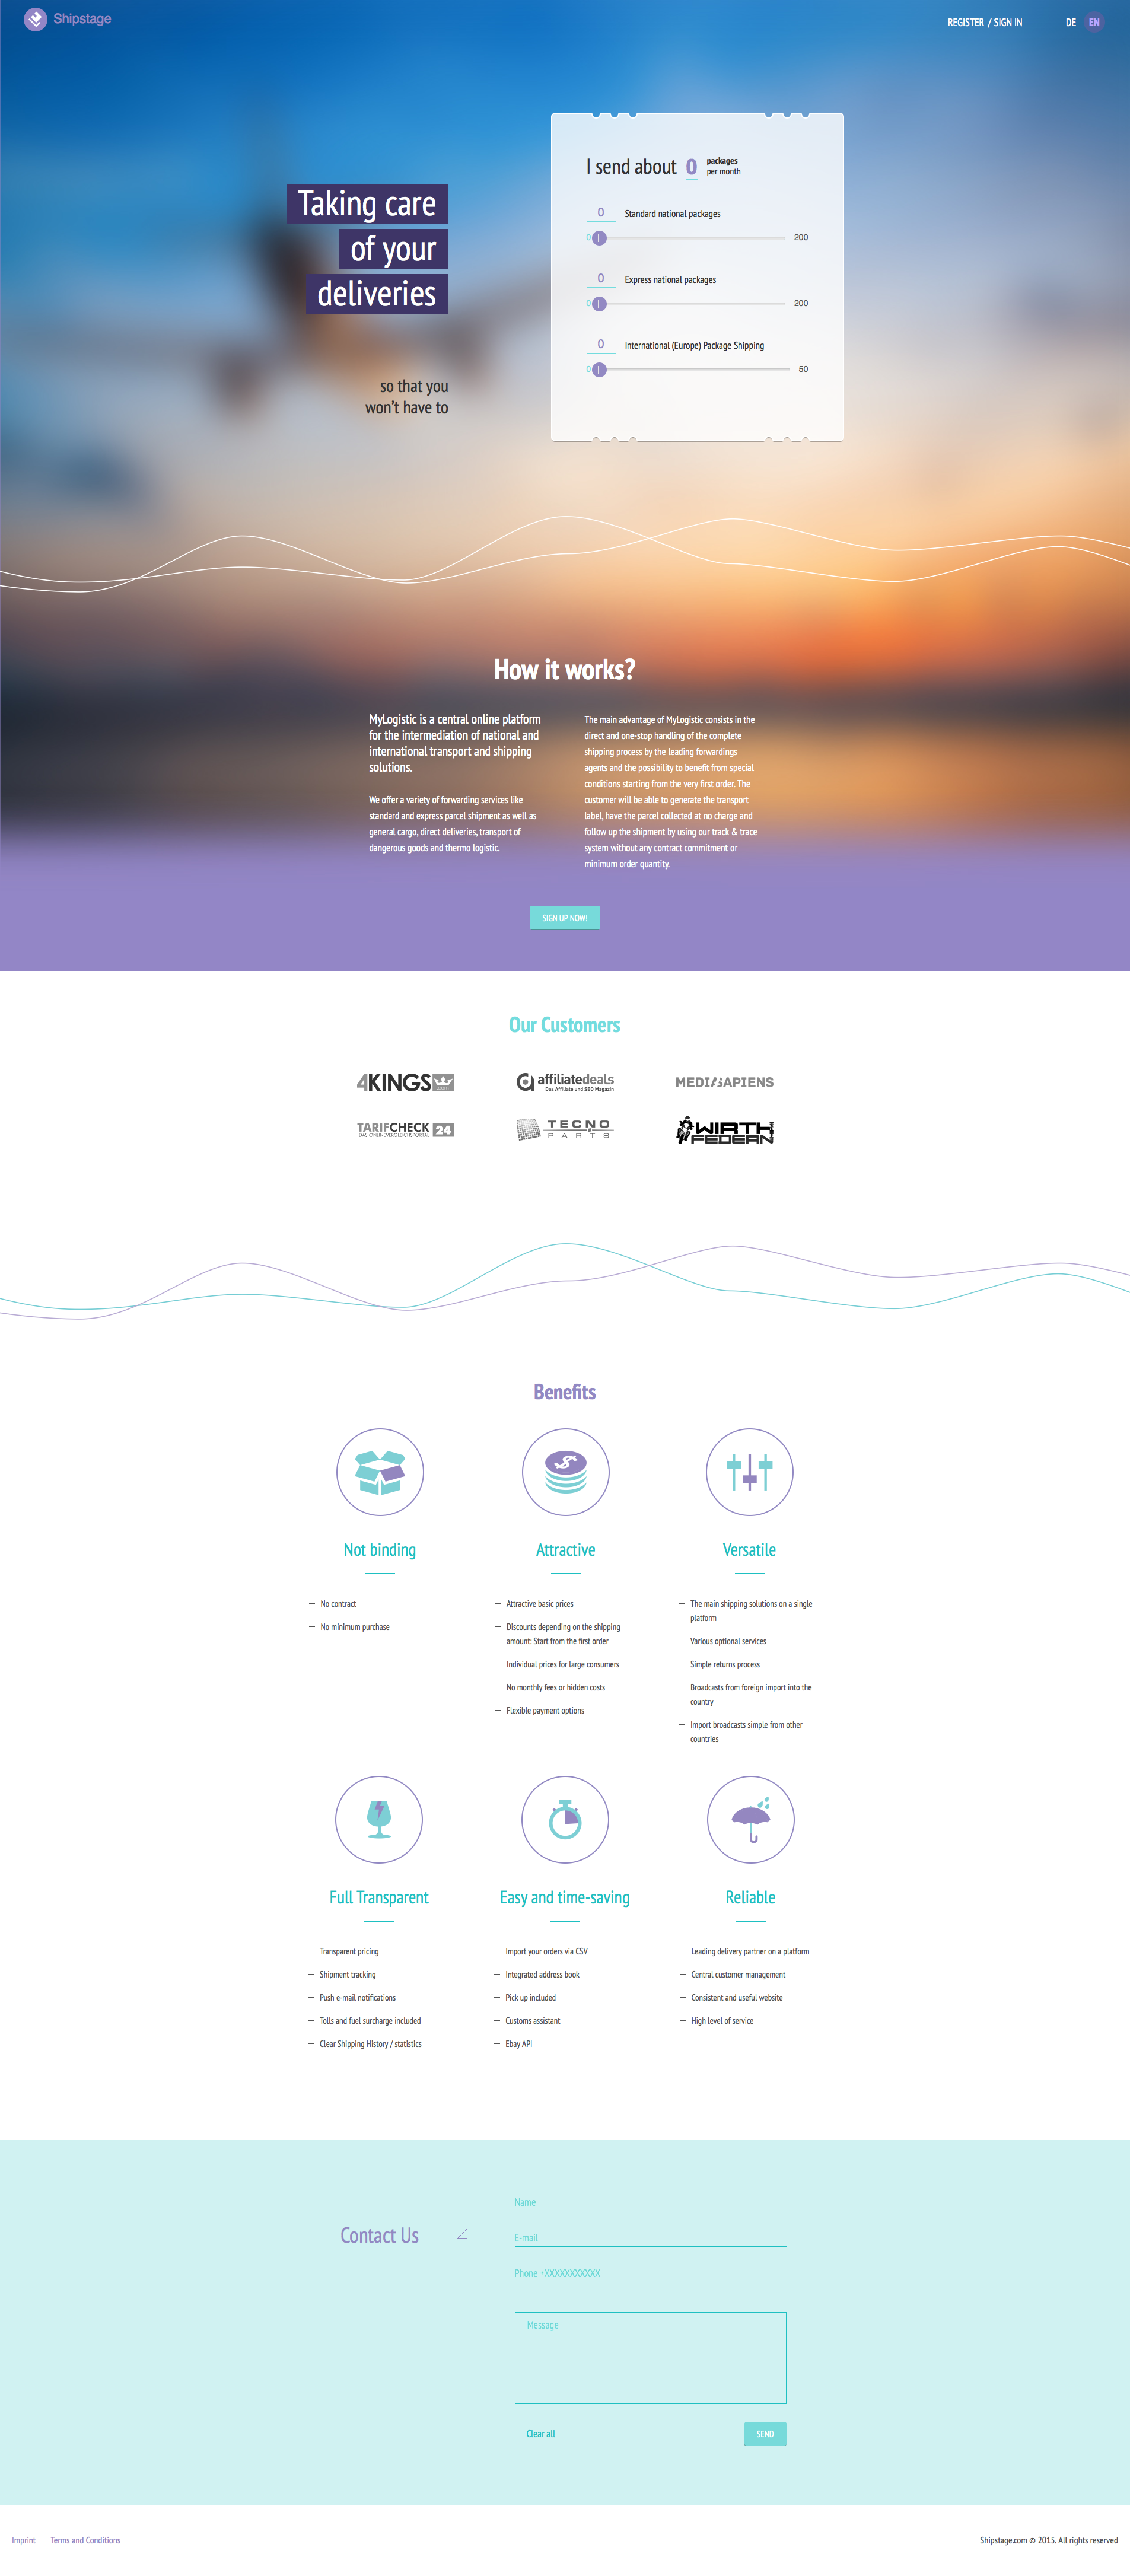 Shipstage
REGISTER / SIGN IN
DE
EN
Taking care
of your
deliveries
so that you
won't have to
I send about 0 packages
per month
0 Standard national packages
0 200
0 Express national packages
0 200
0 International (Europe) Package Shipping
0 50
How it works?
MyLogistic is a central online platform
for the intermediation of national and
international transport and shipping
solutions.
We offer a variety of forwarding services like
standard and express parcel shipment as well as
general cargo, direct deliveries, transport of
dangerous goods and thermo logistic.
The main advantage of MyLogistic consists in the
direct and one-stop handling of the complete
shipping process by the leading forwardings
agents and the possibility to benefit from special
conditions starting from the very first order. The
customer will be able to generate the transport
label, have the parcel collected at no charge and
follow up the shipment by using our track & trace
system without any contract commitment or
minimum order quantity.
SIGN UP NOW!
Our Customers
4KINGS
affiliatedeals
Das Affiliate und SEO Magazin
MEDISAPIENS
TARIFCHECK 24
DAS ONLINEVERGLEICHSPORTAL
TECNO
PARTS
WIRTH
FEDERN
Benefits
Not binding
No contract
No minimum purchase
Attractive
Attractive basic prices
Discounts depending on the shipping
amount: Start from the first order
Individual prices for large consumers
No monthly fees or hidden costs
Flexible payment options
Versatile
The main shipping solutions on a single
platform
Various optional services
Simple returns process
Broadcasts from foreign import into the
country
Import broadcasts simple from other
countries
Full Transparent
Transparent pricing
Shipment tracking
Push e-mail notifications
Tolls and fuel surcharge included
Clear Shipping History / statistics
Easy and time-saving
Import your orders via CSV
Integrated address book
Pick up included
Customs assistant
Ebay API
Reliable
Leading delivery partner on a platform
Central customer management
Consistent and useful website
High level of service
Contact Us
Name
E-mail
Phone +XXXXXXXXXXX
Message
Clear all
SEND
Imprint
Terms and Conditions
Shipstage.com © 2015. All rights reserved